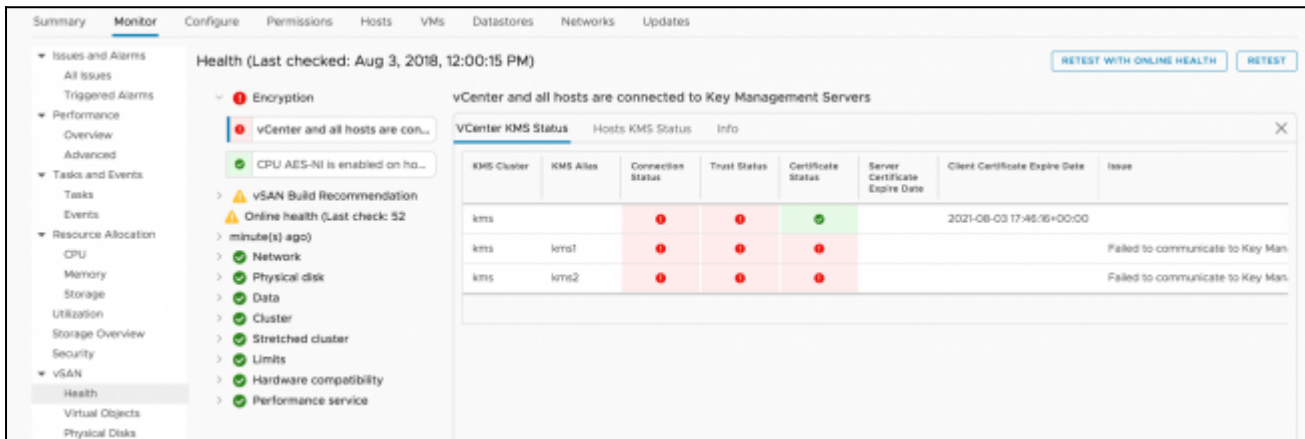 Summary Monitor Configure Permissions Hosts VMs Datastores Networks Updates
Issues and Alarms
All Issues
Triggered Alarms
Performance
Overview
Advanced
Tasks and Events
Tasks
Events
Resource Allocation
CPU
Memory
Storage
Utilization
Storage Overview
Security
vSAN
Health
Virtual Objects
Physical Disks
Health (Last checked: Aug 3, 2018, 12:00:15 PM)
RETEST WITH ONLINE HEALTH RETEST
Encryption
vCenter and all hosts are con...
CPU AES-NI is enabled on ho...
vSAN Build Recommendation
Online health (Last check: 52
minute(s) ago)
Network
Physical disk
Data
Cluster
Stretched cluster
Limits
Hardware compatibility
Performance service
vCenter and all hosts are connected to Key Management Servers
VCenter KMS Status Hosts KMS Status Info
KMS Cluster KMS Alias Connection Status Trust Status Certificate Status Server Certificate Expire Date Client Certificate Expire Date Issue
kms 2021-08-03 17:46:16+00:00
kms kms1 Failed to communicate to Key Man
kms kms2 Failed to communicate to Key Man